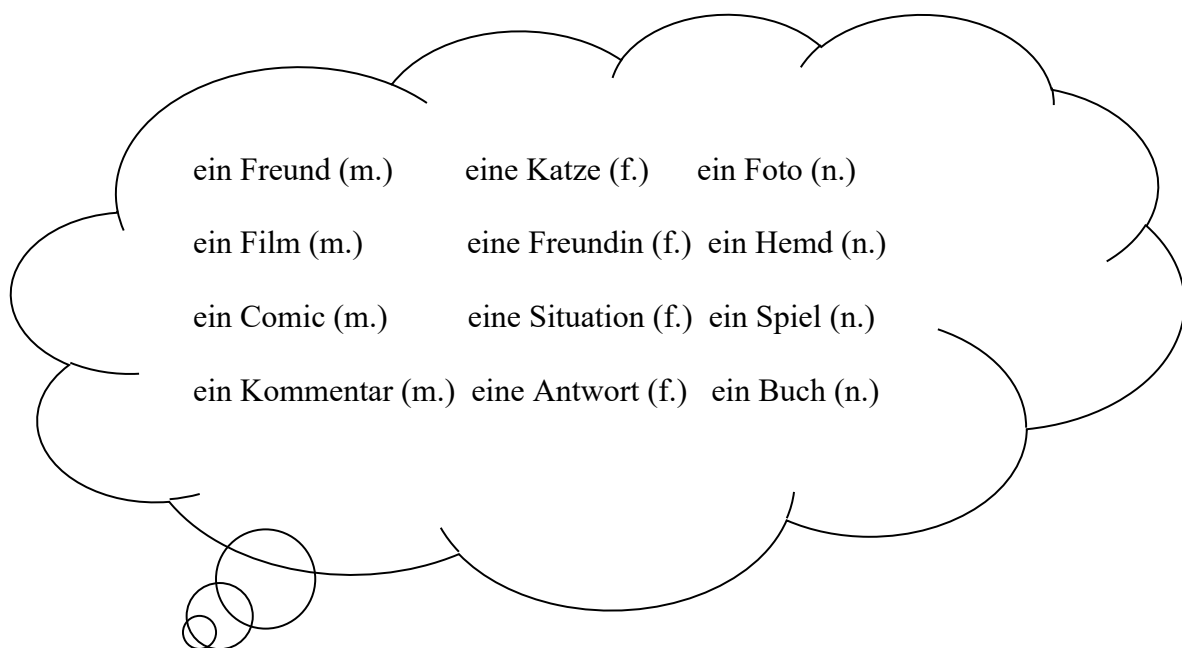 ein Freund (m.) eine Katze (f.) ein Foto (n.)
ein Film (m.) eine Freundin (f.) ein Hemd (n.)
ein Comic (m.) eine Situation (f.) ein Spiel (n.)
ein Kommentar (m.) eine Antwort (f.) ein Buch (n.)